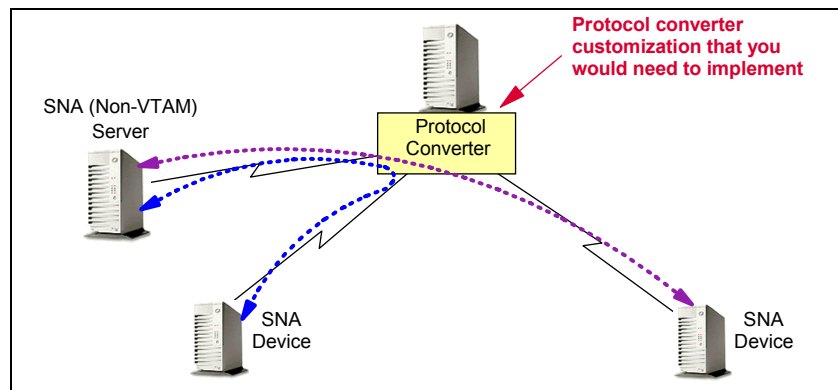 Protocol converter
customization that you
would need to implement
SNA (Non-VTAM)
Server
Protocol
Converter
SNA
Device
SNA
Device